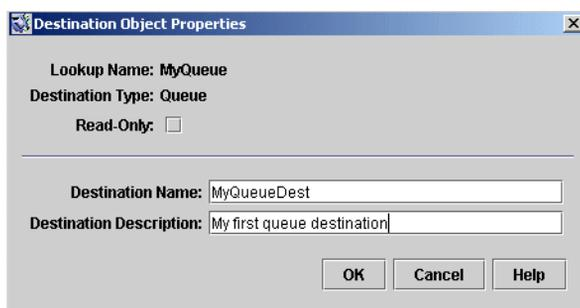 Destination Object Properties
Lookup Name: MyQueue
Destination Type: Queue
Read-Only:
Destination Name: MyQueueDest
Destination Description: My first queue destination
OK Cancel Help